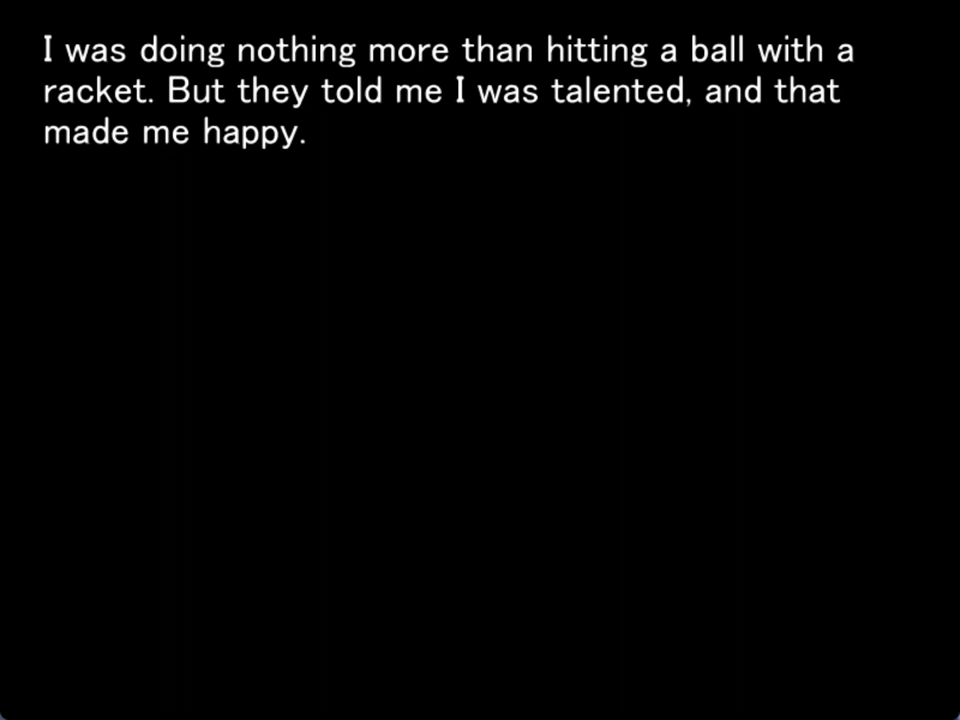 I was doing nothing more than hitting a ball with a
racket. But they told me I was talented, and that
made me happy.